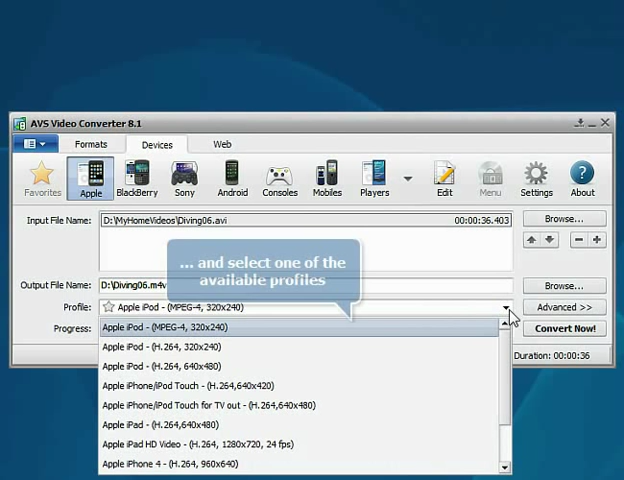 AVS Video Converter 8.1
Formats Devices Web
Favorites Apple BlackBerry Sony Android Consoles Mobiles Players Edit Menu Settings About
Input File Name: D:\MyHomeVideos\Diving06.avi 00:00:36.403 Browse...
... and select one of the
available profiles
Output File Name: D:\Diving06.m4v Browse...
Profile: Apple iPod - (MPEG-4, 320x240) Advanced >>
Progress: Convert Now!
Apple iPod - (MPEG-4, 320x240)
Apple iPod - (H.264, 320x240)
Duration: 00:00:36
Apple iPod - (H.264, 640x480)
Apple iPhone/iPod Touch - (H.264,640x420)
Apple iPhone/iPod Touch for TV out - (H.264,640x480)
Apple iPad - (H.264,640x480)
Apple iPad HD Video - (H.264, 1280x720, 24 fps)
Apple iPhone 4 - (H.264, 960x640)